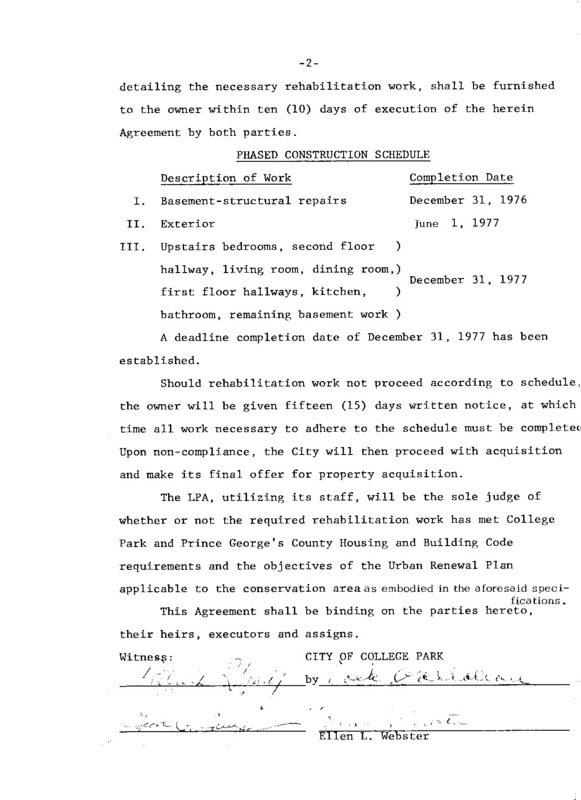 -2-
detailing the necessary rehabilitation work, shall be furnished
to the owner within ten (10) days of execution of the herein
Agreement by both parties.
PHASED CONSTRUCTION SCHEDULE
Description of Work Completion Date
I. Basement-structural repairs December 31, 1976
II. Exterior June 1, 1977
III. Upstairs bedrooms, second floor )
hallway, living room, dining room,)
December 31, 1977
first floor hallways, kitchen, )
bathroom, remaining basement work )
A deadline completion date of December 31, 1977 has been
established.
Should rehabilitation work not proceed according to schedule,
the owner will be given fifteen (15) days written notice, at which
time all work necessary to adhere to the schedule must be completed
Upon non-compliance, the City will then proceed with acquisition
and make its final offer for property acquisition.
The LPA, utilizing its staff, will be the sole judge of
whether or not the required rehabilitation work has met College
Park and Prince George's County Housing and Building Code
requirements and the objectives of the Urban Renewal Plan
applicable to the conservation area as embodied in the aforesaid speci-
fications.
This Agreement shall be binding on the parties hereto,
their heirs, executors and assigns.
Witness: CITY OF COLLEGE PARK
by
Ellen L. Webster